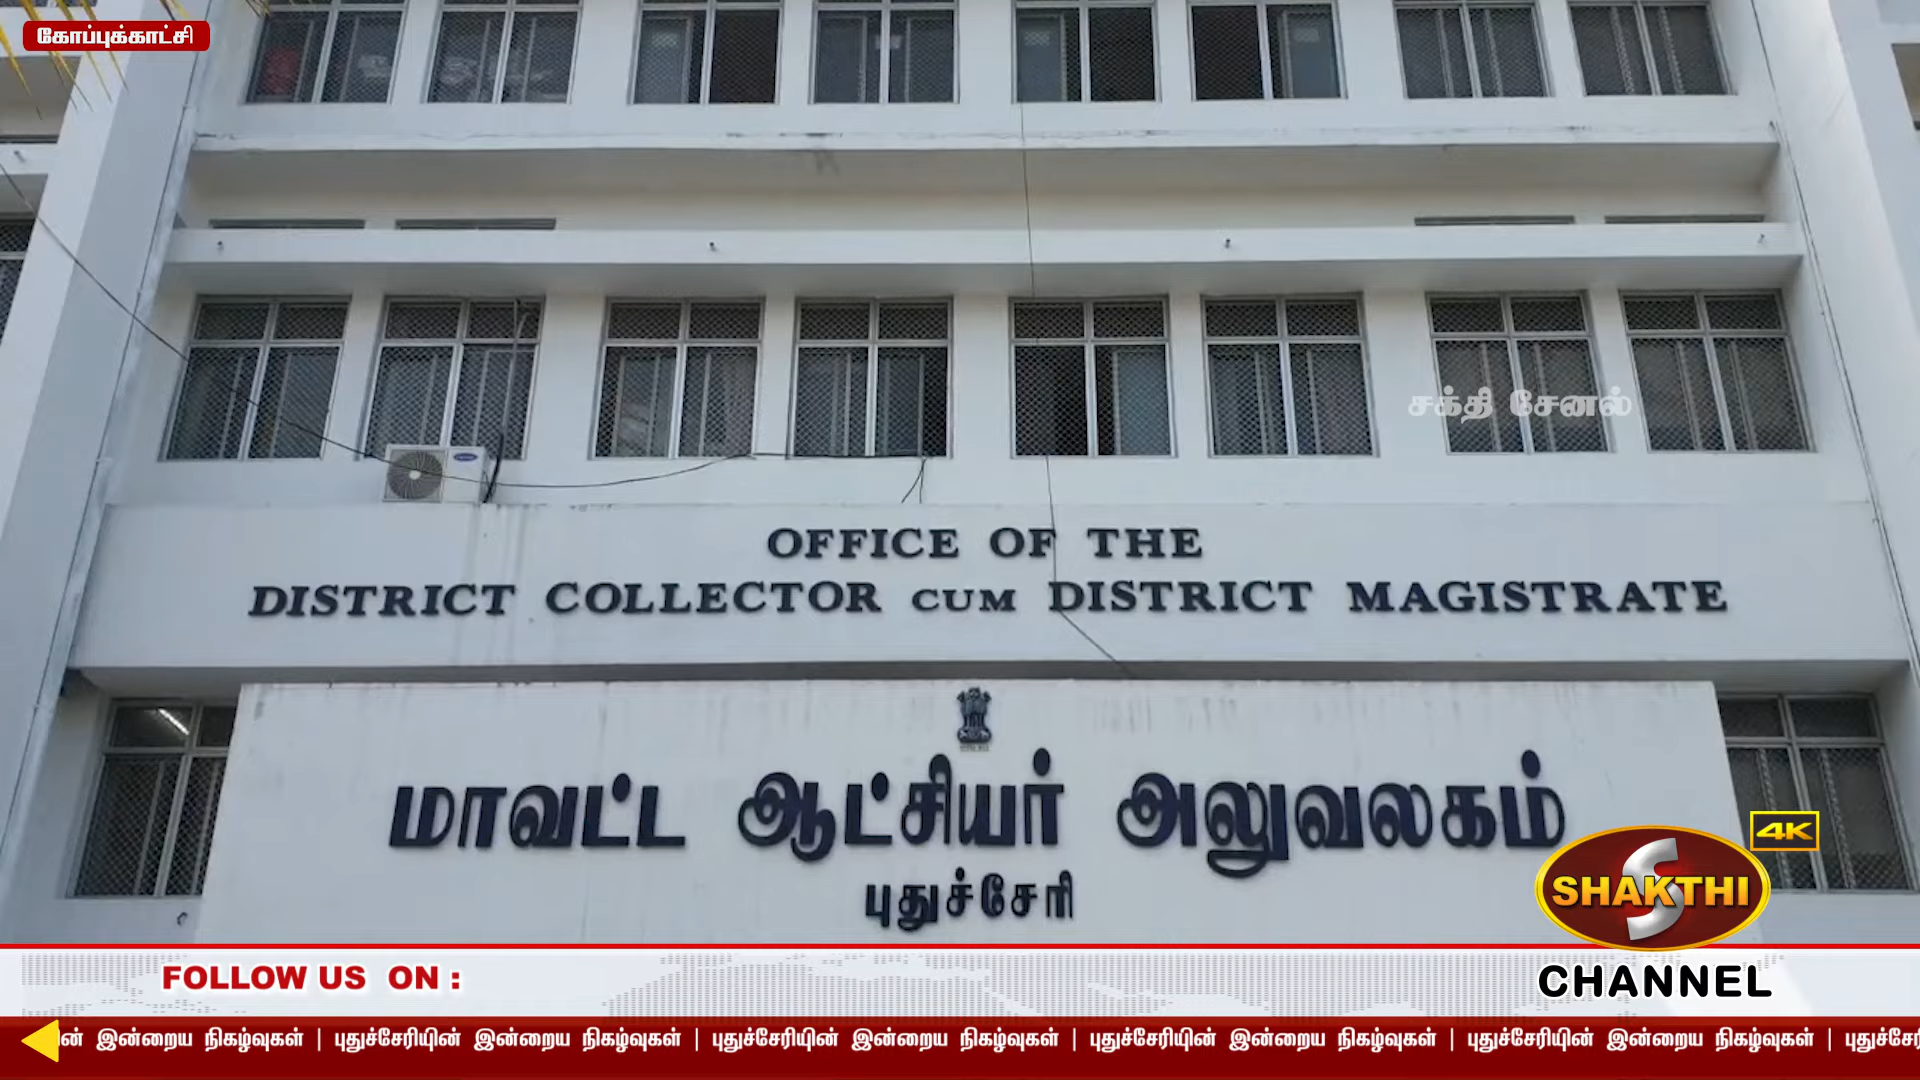 கோப்புக்காட்சி
சக்தி சேனல்
OFFICE OF THE
DISTRICT COLLECTOR CUM DISTRICT MAGISTRATE
மாவட்ட ஆட்சியர் அலுவலகம்
புதுச்சேரி
4K
SHAKTHI
CHANNEL
FOLLOW US ON :
ன் இன்றைய நிகழ்வுகள் | புதுச்சேரியின் இன்றைய நிகழ்வுகள் | புதுச்சேரியின் இன்றைய நிகழ்வுகள் | புதுச்சேரியின் இன்றைய நிகழ்வுகள் | புதுச்சேரியின் இன்றைய நிகழ்வுகள் | புதுச்சேரி